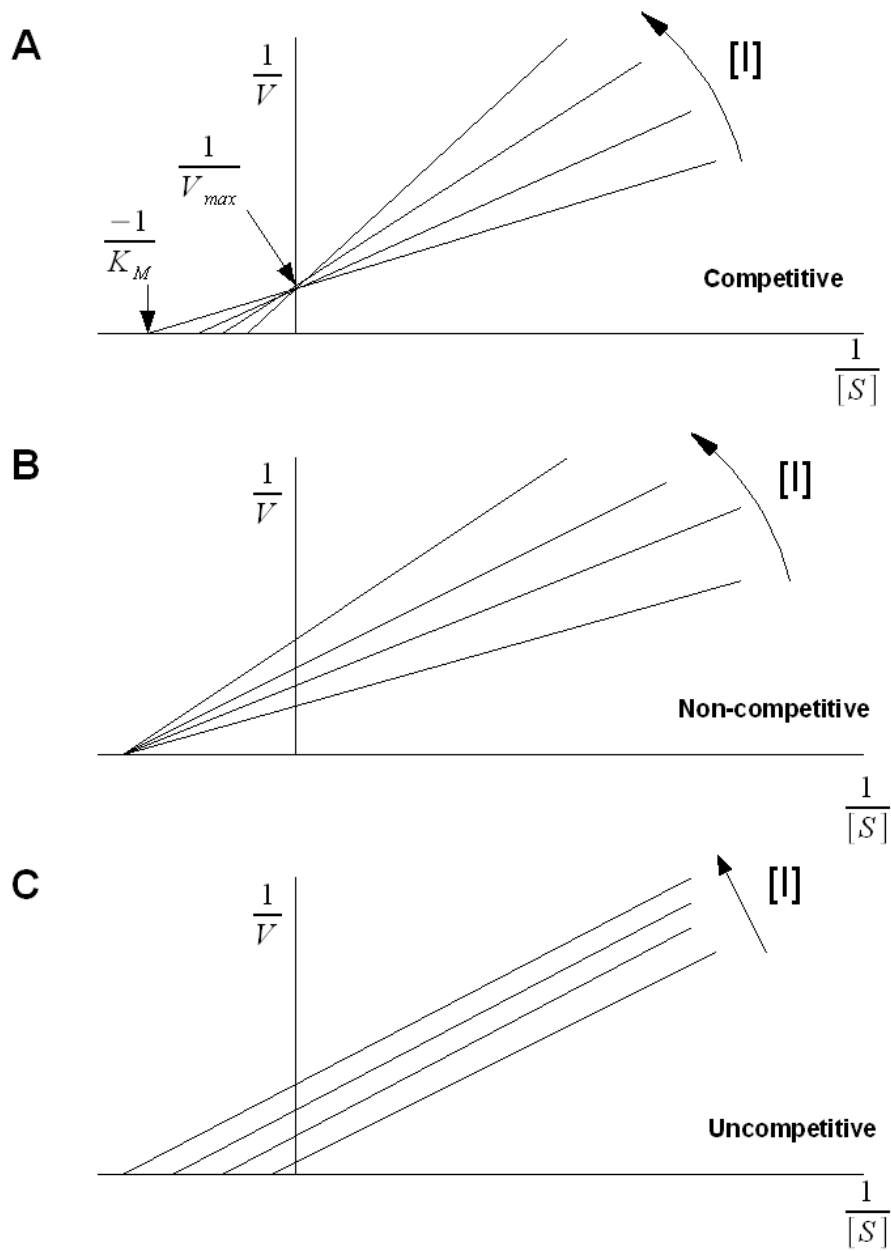 A
1/V
[I]
1/V_max
-1/K_M
Competitive
1/[S]
B
1/V
[I]
Non-competitive
1/[S]
C
1/V
[I]
Uncompetitive
1/[S]